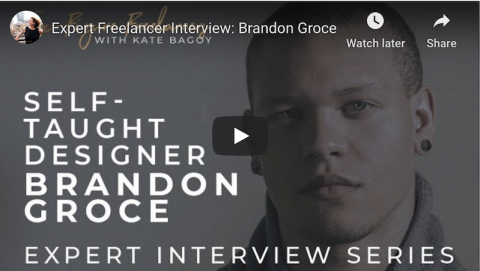 Expert Freelancer Interview: Brandon Groce
WITH KATE BAGOY
Watch later
Share
SELF-
TAUGHT
DESIGNER
BRANDON
GROCE
EXPERT INTERVIEW SERIES